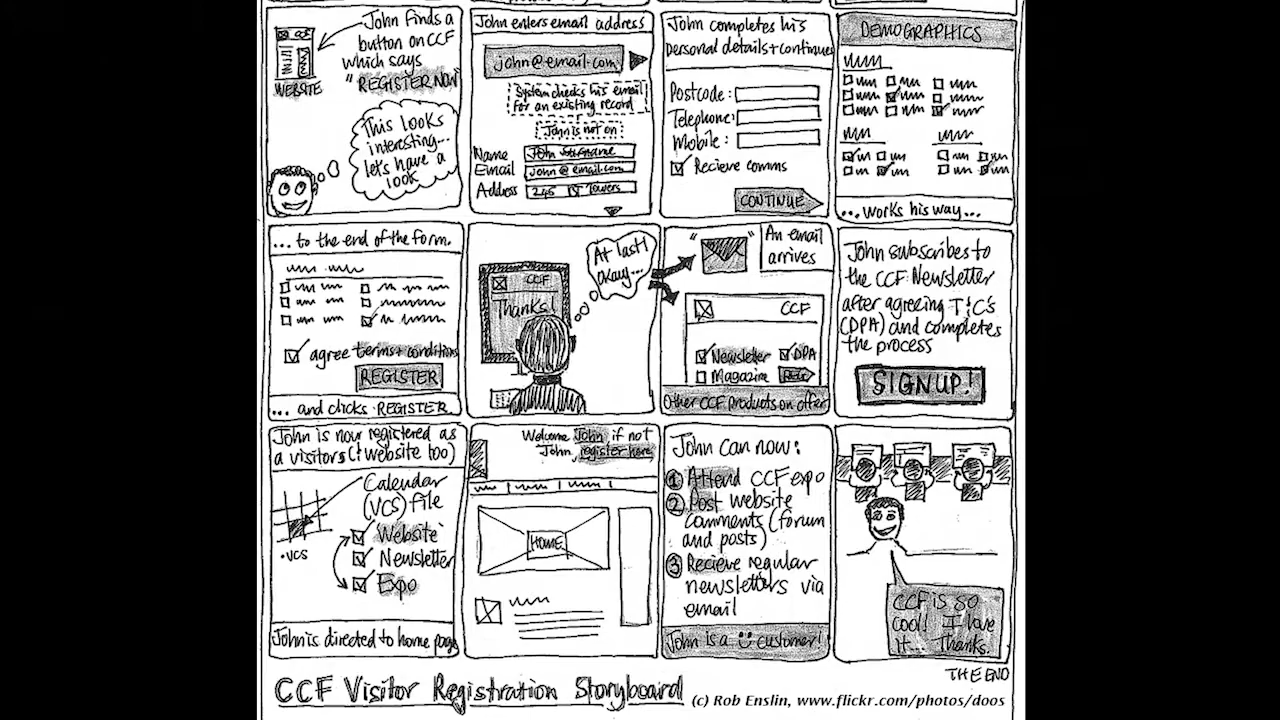 John finds a
button on CCF
which says
"REGISTER NOW"
WEBSITE
This looks
interesting...
let's have a
look
John enters email address
john@email.com
System checks his email
for an existing record
John is not on
Name John Surname
Email john@email.com
Address 245 Towers
John completes his
personal details + continues
Postcode:
Telephone:
Mobile:
Recieve comms
CONTINUE
DEMOGRAPHICS
...works his way...
...to the end of the form.
agree terms + conditions
REGISTER
... and clicks REGISTER
CCF
Thanks!
At last!
okay...
"
"
An email
arrives
CCF
Newsletter DPA
Magazine
Other CCF products on offer
John subscribes to
the CCF Newsletter
after agreeing T&C's
(DPA) and completes
the process
SIGNUP!
John is now registered as
a visitors (+ website too)
Calendar
(VCS) file
.VCS
Website
Newsletter
Expo
John is directed to home page
Welcome John if not
John, register here
HOME
John can now:
1 Attend CCF expo
2 Post website
comments (forum
and posts)
3 Recieve regular
newsletters via
email
John is a customer!
CCF is so
cool! I love
it... Thanks.
THE END
CCF Visitor Registration Storyboard
(c) Rob Enslin, www.flickr.com/photos/doos